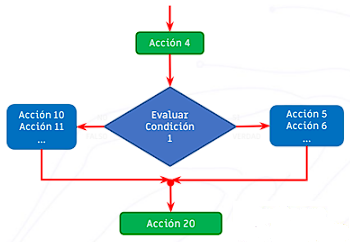 Acción 4
Evaluar
Condición
1
Acción 10
Acción 11
...
Acción 5
Acción 6
...
Acción 20